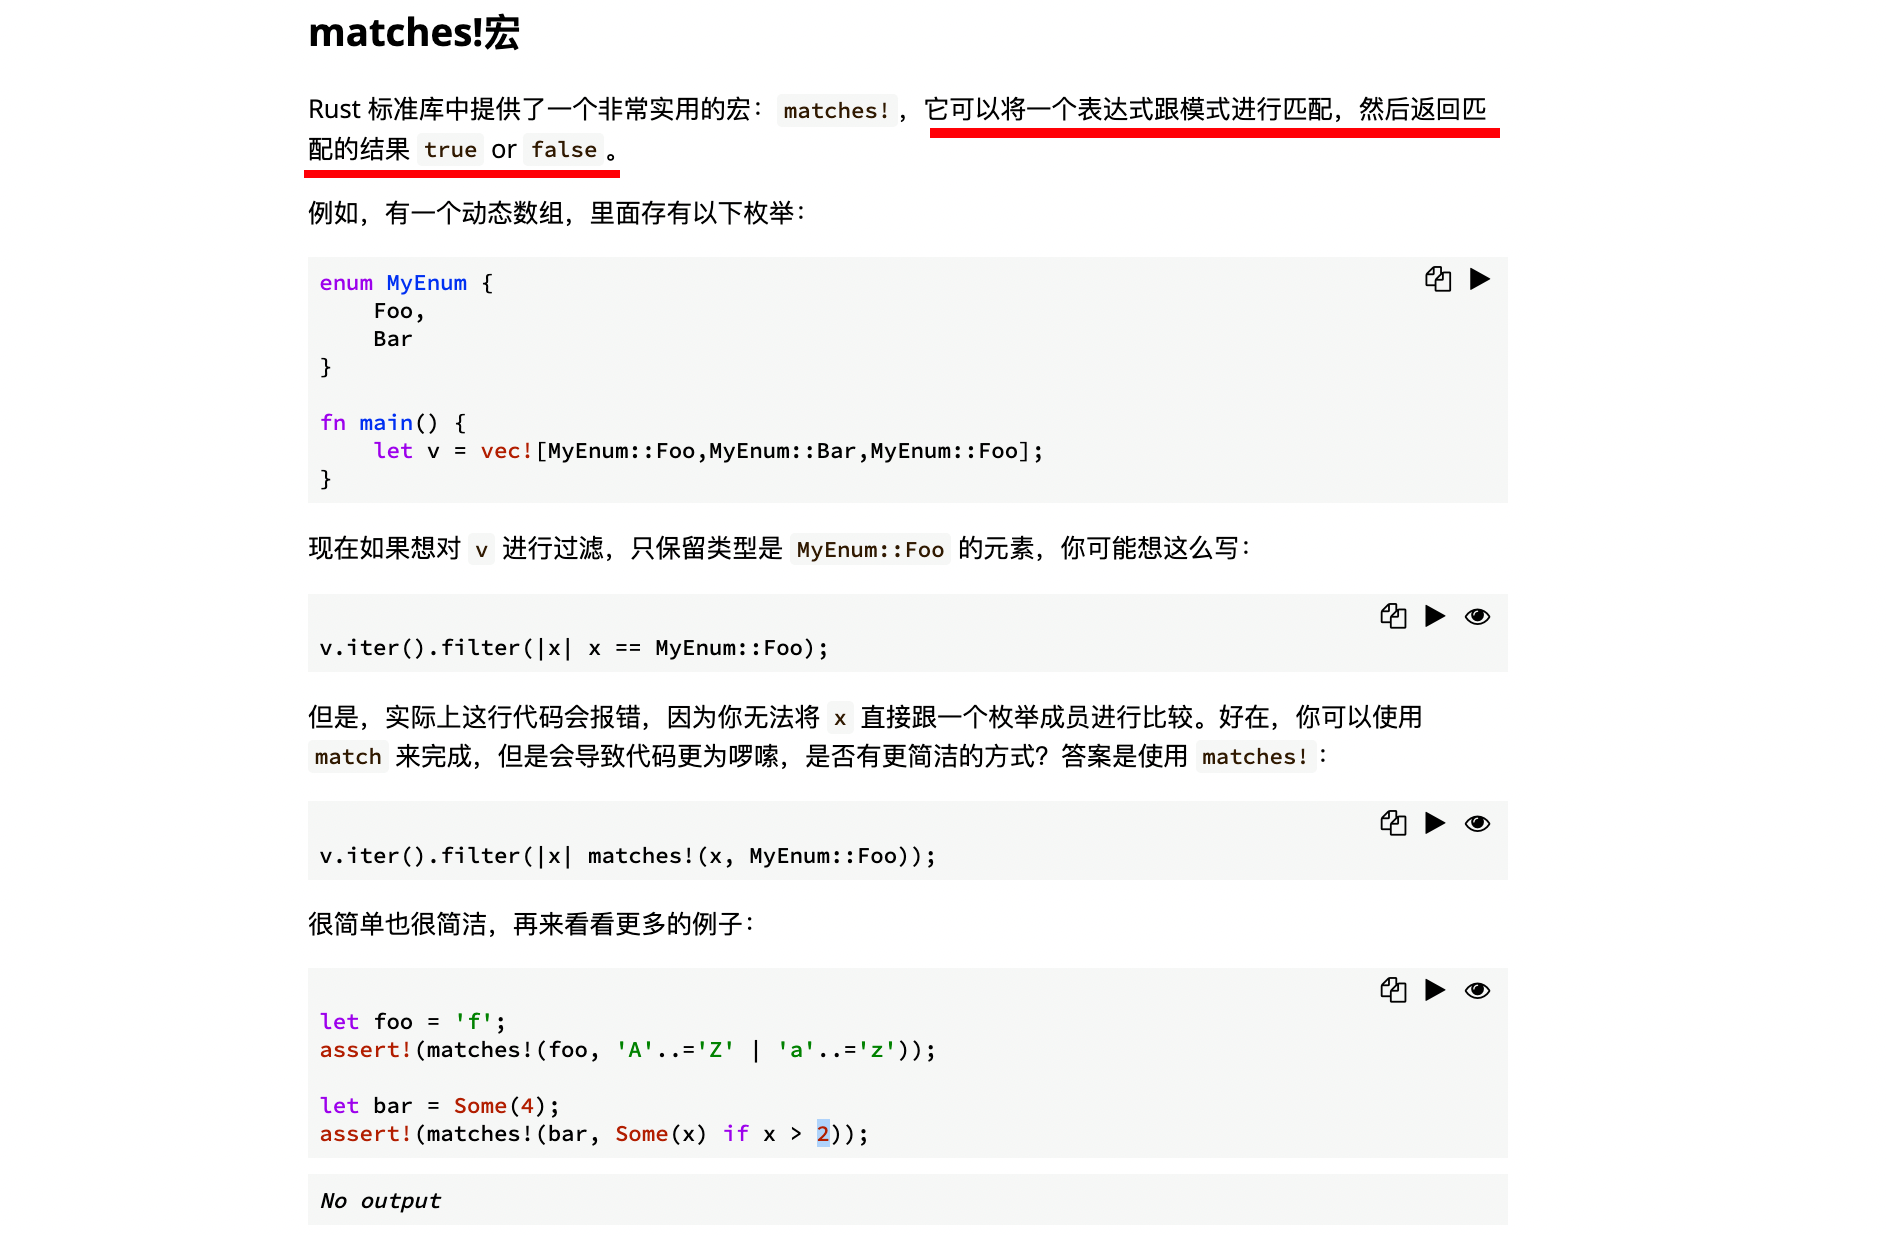 matches!宏
Rust 标准库中提供了一个非常实用的宏：matches!，它可以将一个表达式跟模式进行匹配，然后返回匹
配的结果 true or false 。
例如，有一个动态数组，里面存有以下枚举：
enum MyEnum {
    Foo,
    Bar
}
fn main() {
    let v = vec![MyEnum::Foo,MyEnum::Bar,MyEnum::Foo];
}
现在如果想对 v 进行过滤，只保留类型是 MyEnum::Foo 的元素，你可能想这么写：
v.iter().filter(|x| x == MyEnum::Foo);
但是，实际上这行代码会报错，因为你无法将 x 直接跟一个枚举成员进行比较。好在，你可以使用
match 来完成，但是会导致代码更为啰嗦，是否有更简洁的方式？答案是使用 matches!：
v.iter().filter(|x| matches!(x, MyEnum::Foo));
很简单也很简洁，再来看看更多的例子：
let foo = 'f';
assert!(matches!(foo, 'A'..='Z' | 'a'..='z'));
let bar = Some(4);
assert!(matches!(bar, Some(x) if x > 2));
No output